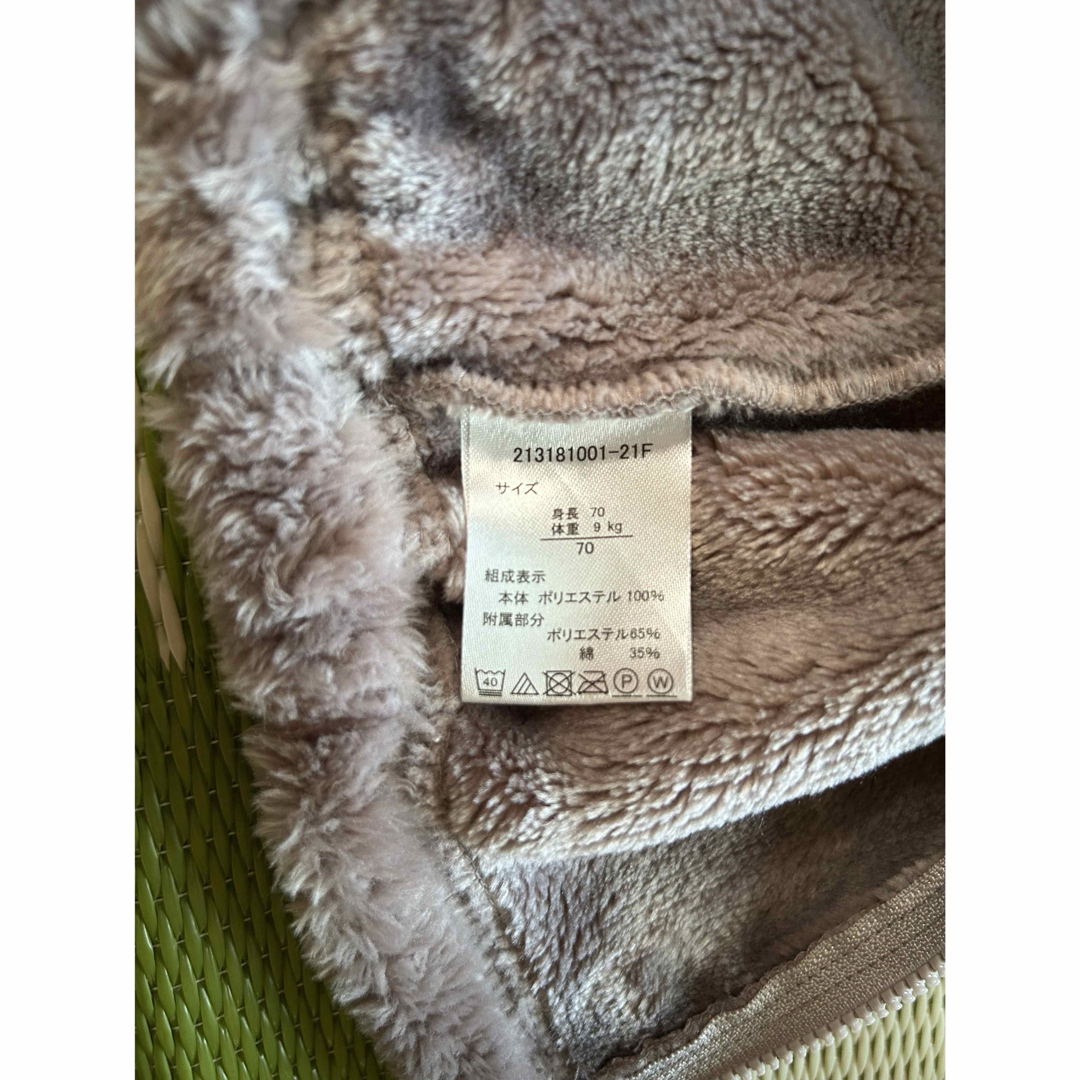 213181001-21F
サイズ
身長 70
体重 9 kg
70
組成表示
本体 ポリエステル 100%
附属部分
ポリエステル65%
綿 35%
40 P W